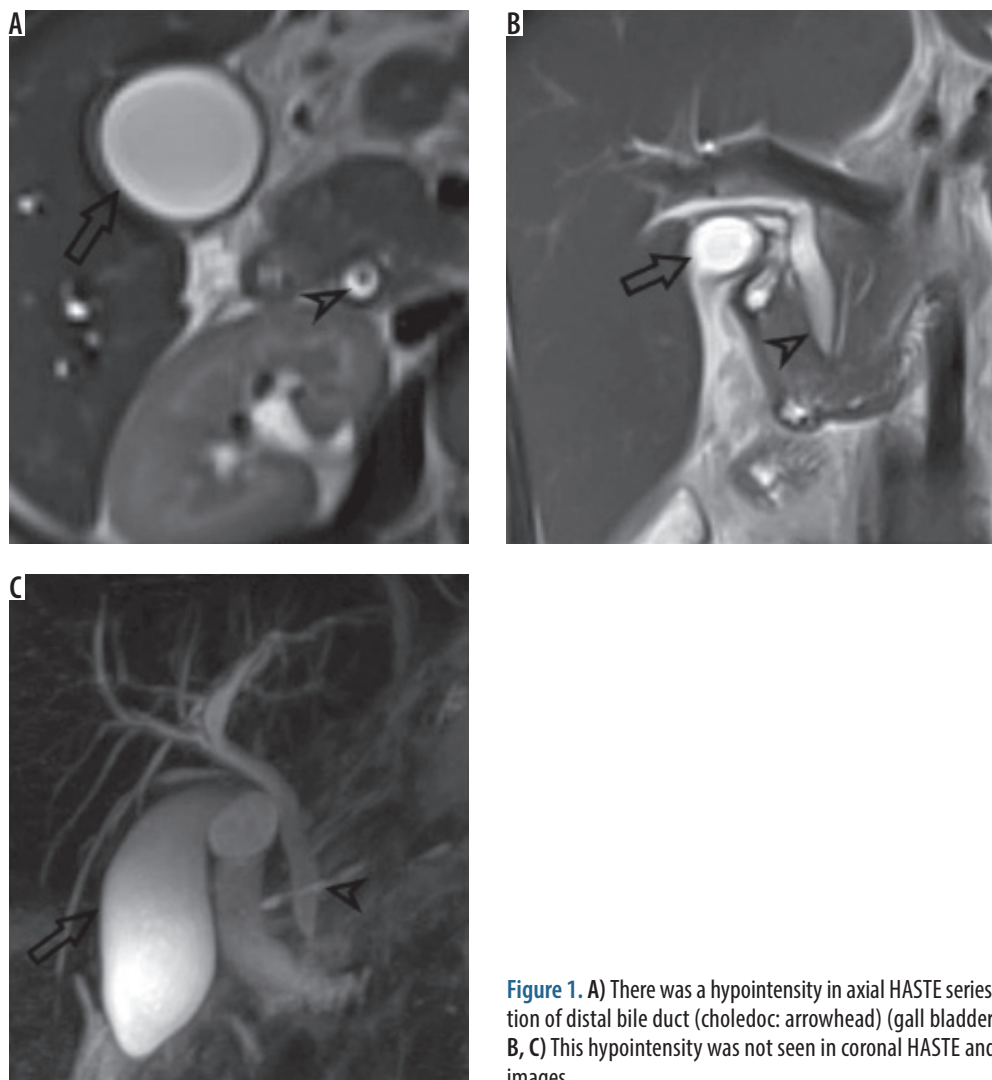 A
B
C
Figure 1. A) There was a hypointensity in axial HASTE series
tion of distal bile duct (choledoc: arrowhead) (gall bladder
B, C) This hypointensity was not seen in coronal HASTE and
images